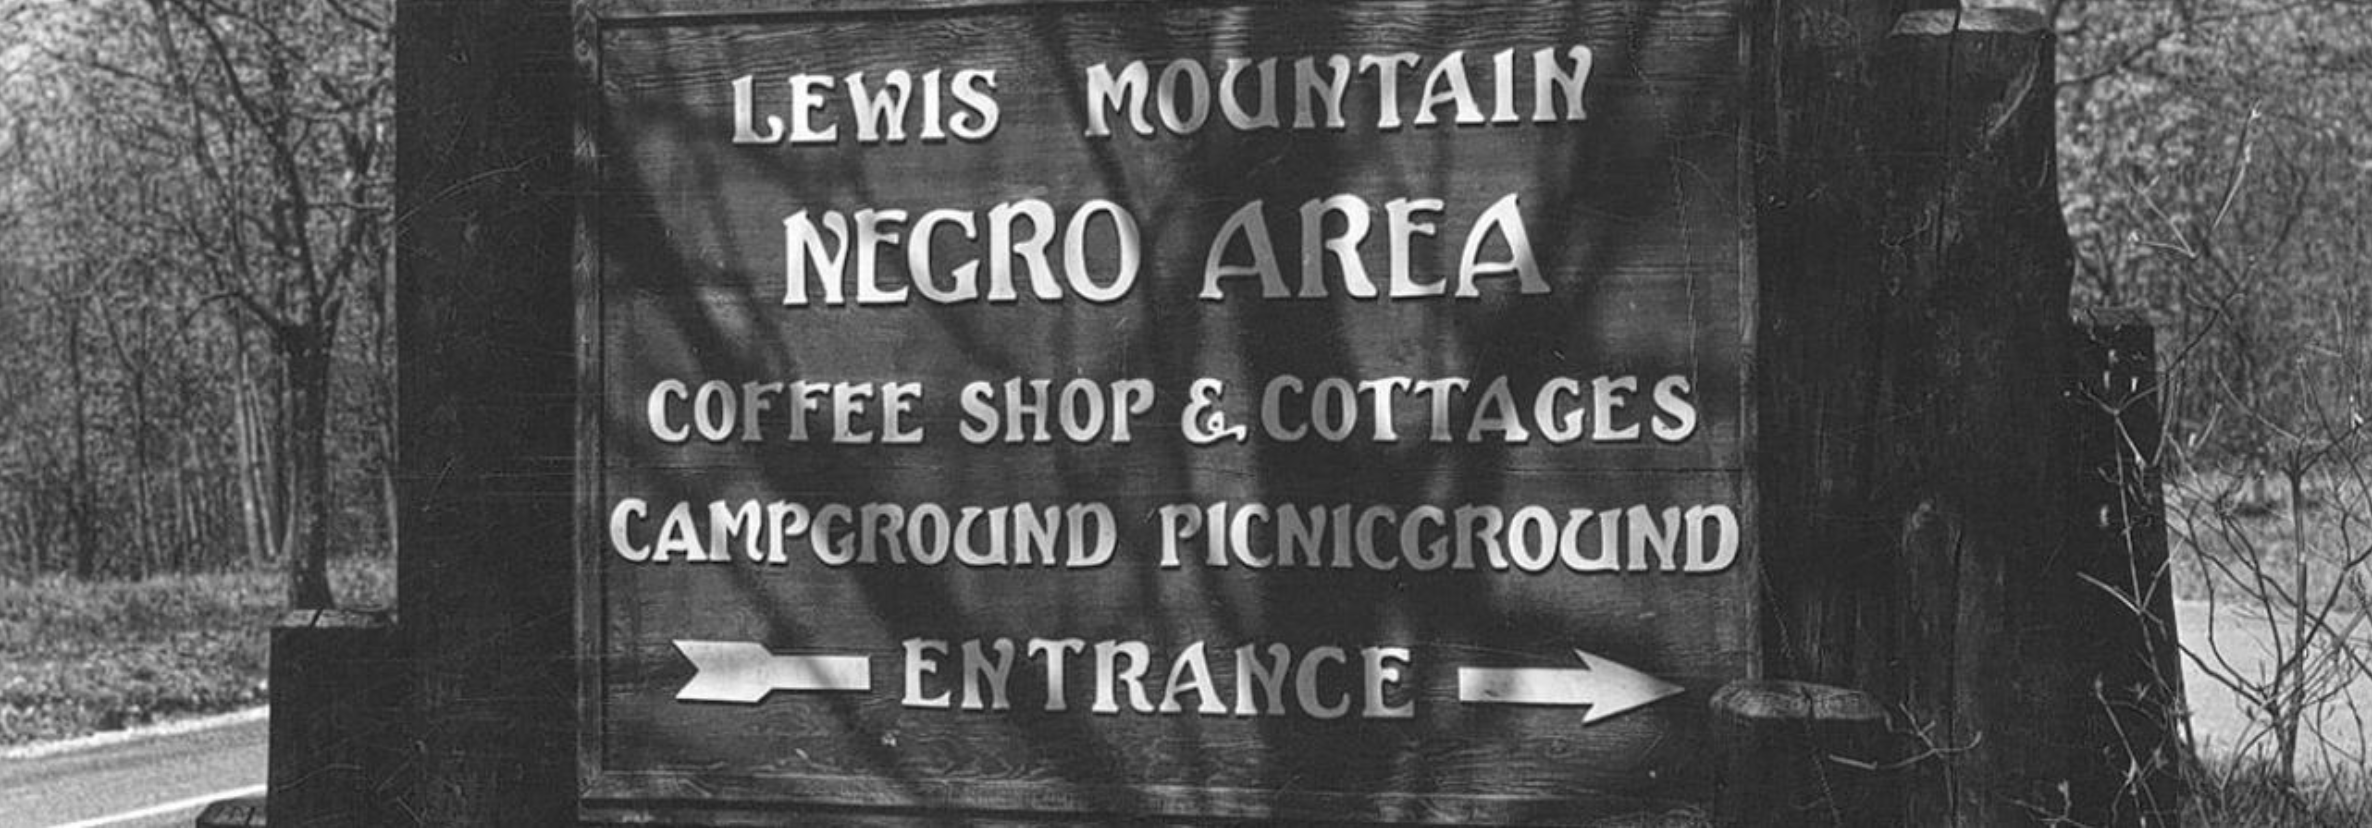 LEWIS MOUNTAIN
NEGRO AREA
COFFEE SHOP & COTTAGES
CAMPGROUND PICNICGROUND
ENTRANCE